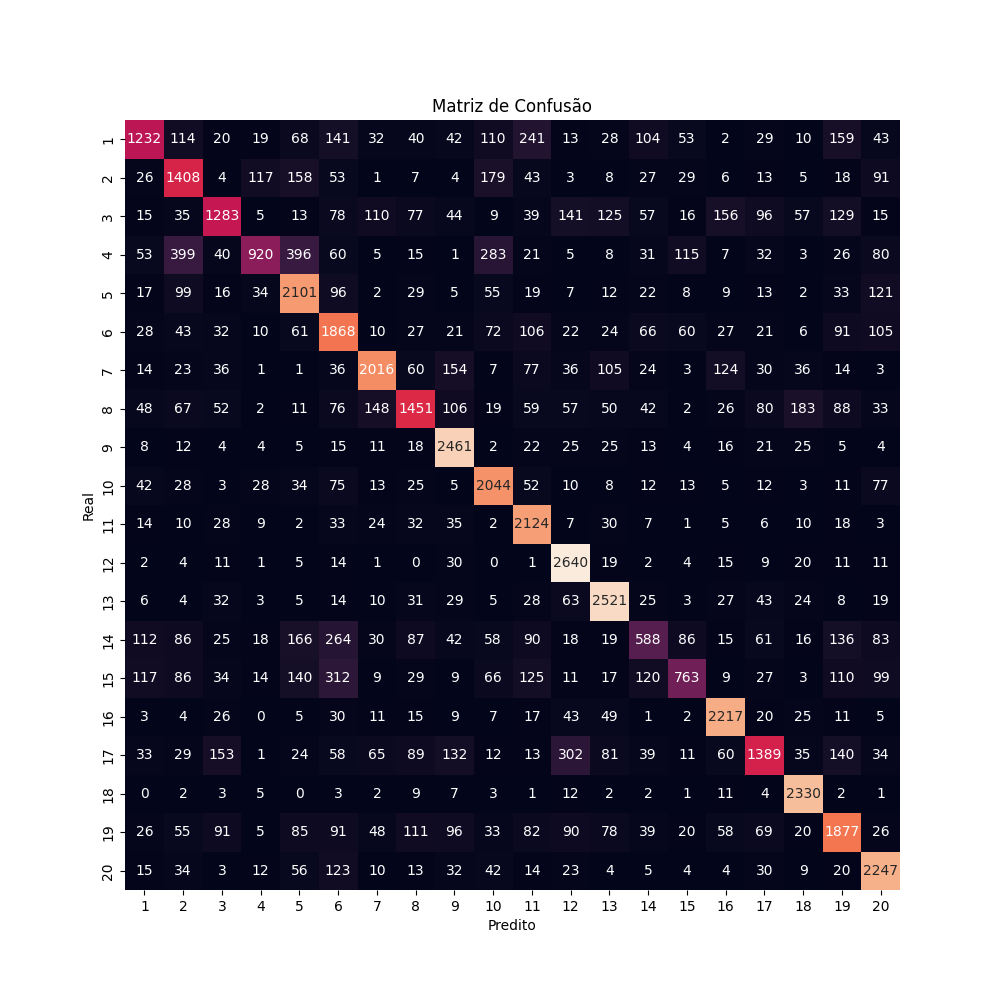 Matriz de Confusão
1 1232 114 20 19 68 141 32 40 42 110 241 13 28 104 53 2 29 10 159 43
2 26 1408 4 117 158 53 1 7 4 179 43 3 8 27 29 6 13 5 18 91
3 15 35 1283 5 13 78 110 77 44 9 39 141 125 57 16 156 96 57 129 15
4 53 399 40 920 396 60 5 15 1 283 21 5 8 31 115 7 32 3 26 80
5 17 99 16 34 2101 96 2 29 5 55 19 7 12 22 8 9 13 2 33 121
6 28 43 32 10 61 1868 10 27 21 72 106 22 24 66 60 27 21 6 91 105
7 14 23 36 1 1 36 2016 60 154 7 77 36 105 24 3 124 30 36 14 3
8 48 67 52 2 11 76 148 1451 106 19 59 57 50 42 2 26 80 183 88 33
9 8 12 4 4 5 15 11 18 2461 2 22 25 25 13 4 16 21 25 5 4
10 42 28 3 28 34 75 13 25 5 2044 52 10 8 12 13 5 12 3 11 77
Real
11 14 10 28 9 2 33 24 32 35 2 2124 7 30 7 1 5 6 10 18 3
12 2 4 11 1 5 14 1 0 30 0 1 2640 19 2 4 15 9 20 11 11
13 6 4 32 3 5 14 10 31 29 5 28 63 2521 25 3 27 43 24 8 19
14 112 86 25 18 166 264 30 87 42 58 90 18 19 588 86 15 61 16 136 83
15 117 86 34 14 140 312 9 29 9 66 125 11 17 120 763 9 27 3 110 99
16 3 4 26 0 5 30 11 15 9 7 17 43 49 1 2 2217 20 25 11 5
17 33 29 153 1 24 58 65 89 132 12 13 302 81 39 11 60 1389 35 140 34
18 0 2 3 5 0 3 2 9 7 3 1 12 2 2 1 11 4 2330 2 1
19 26 55 91 5 85 91 48 111 96 33 82 90 78 39 20 58 69 20 1877 26
20 15 34 3 12 56 123 10 13 32 42 14 23 4 5 4 4 30 9 20 2247
1 2 3 4 5 6 7 8 9 10 11 12 13 14 15 16 17 18 19 20
Predito